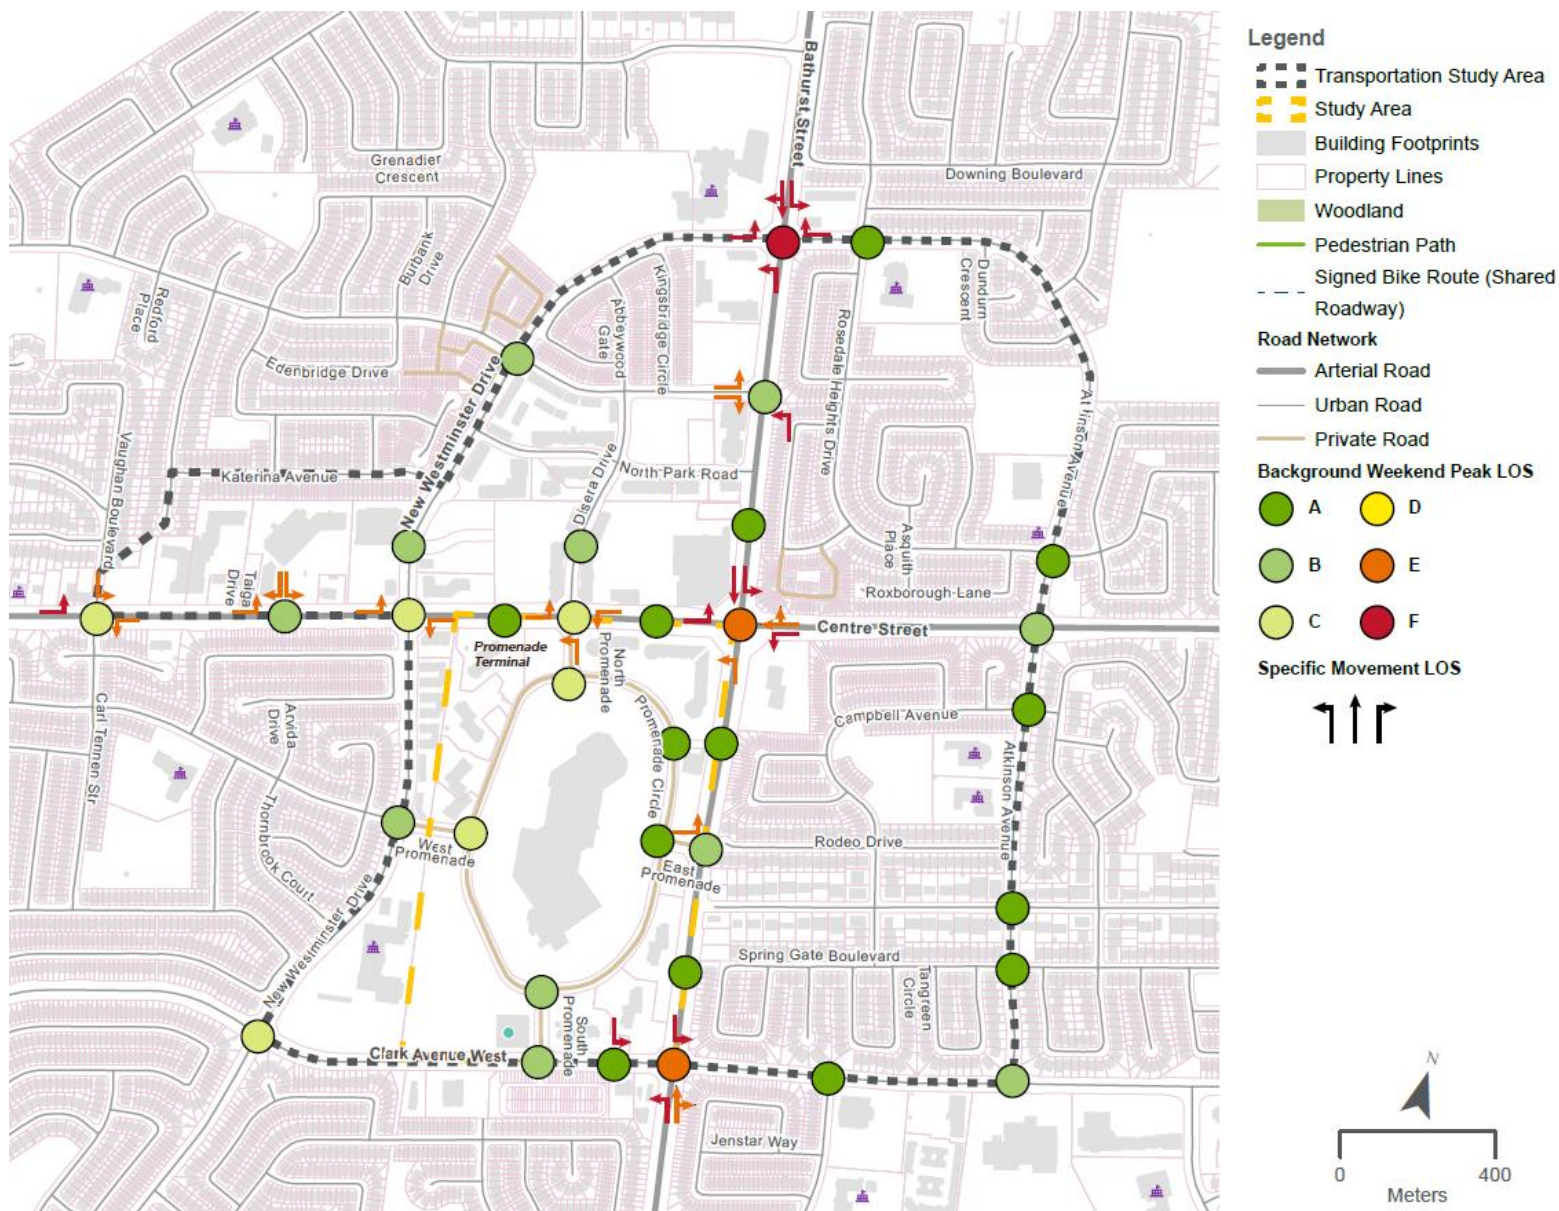 Bathurst Street
Grenadier
Crescent
Downing Boulevard
Burbank
Drive
Redford
Place
Kingsbridge Circle
Abbeywood
Gate
Dundurn
Crescent
Rosedale Heights Drive
Edenbridge Drive
New Westminster Drive
Atkinson Avenue
Vaughan Boulevard
Katerina Avenue
North Park Road
Disera Drive
Asquith
Place
Taiga
Drive
Roxborough Lane
Centre Street
Promenade
Terminal
North
Promenade
Carl Tennen Str
Arvida
Drive
Promenade Circle
Campbell Avenue
Atkinson Avenue
Thornbrook Court
West
Promenade
Rodeo Drive
East
Promenade
New Westminster Drive
Spring Gate Boulevard
Tangreen
Circle
South
Promenade
Clark Avenue West
Jenstar Way
Legend
Transportation Study Area
Study Area
Building Footprints
Property Lines
Woodland
Pedestrian Path
Signed Bike Route (Shared
Roadway)
Road Network
Arterial Road
Urban Road
Private Road
Background Weekend Peak LOS
A D
B E
C F
Specific Movement LOS
N
0 400
Meters